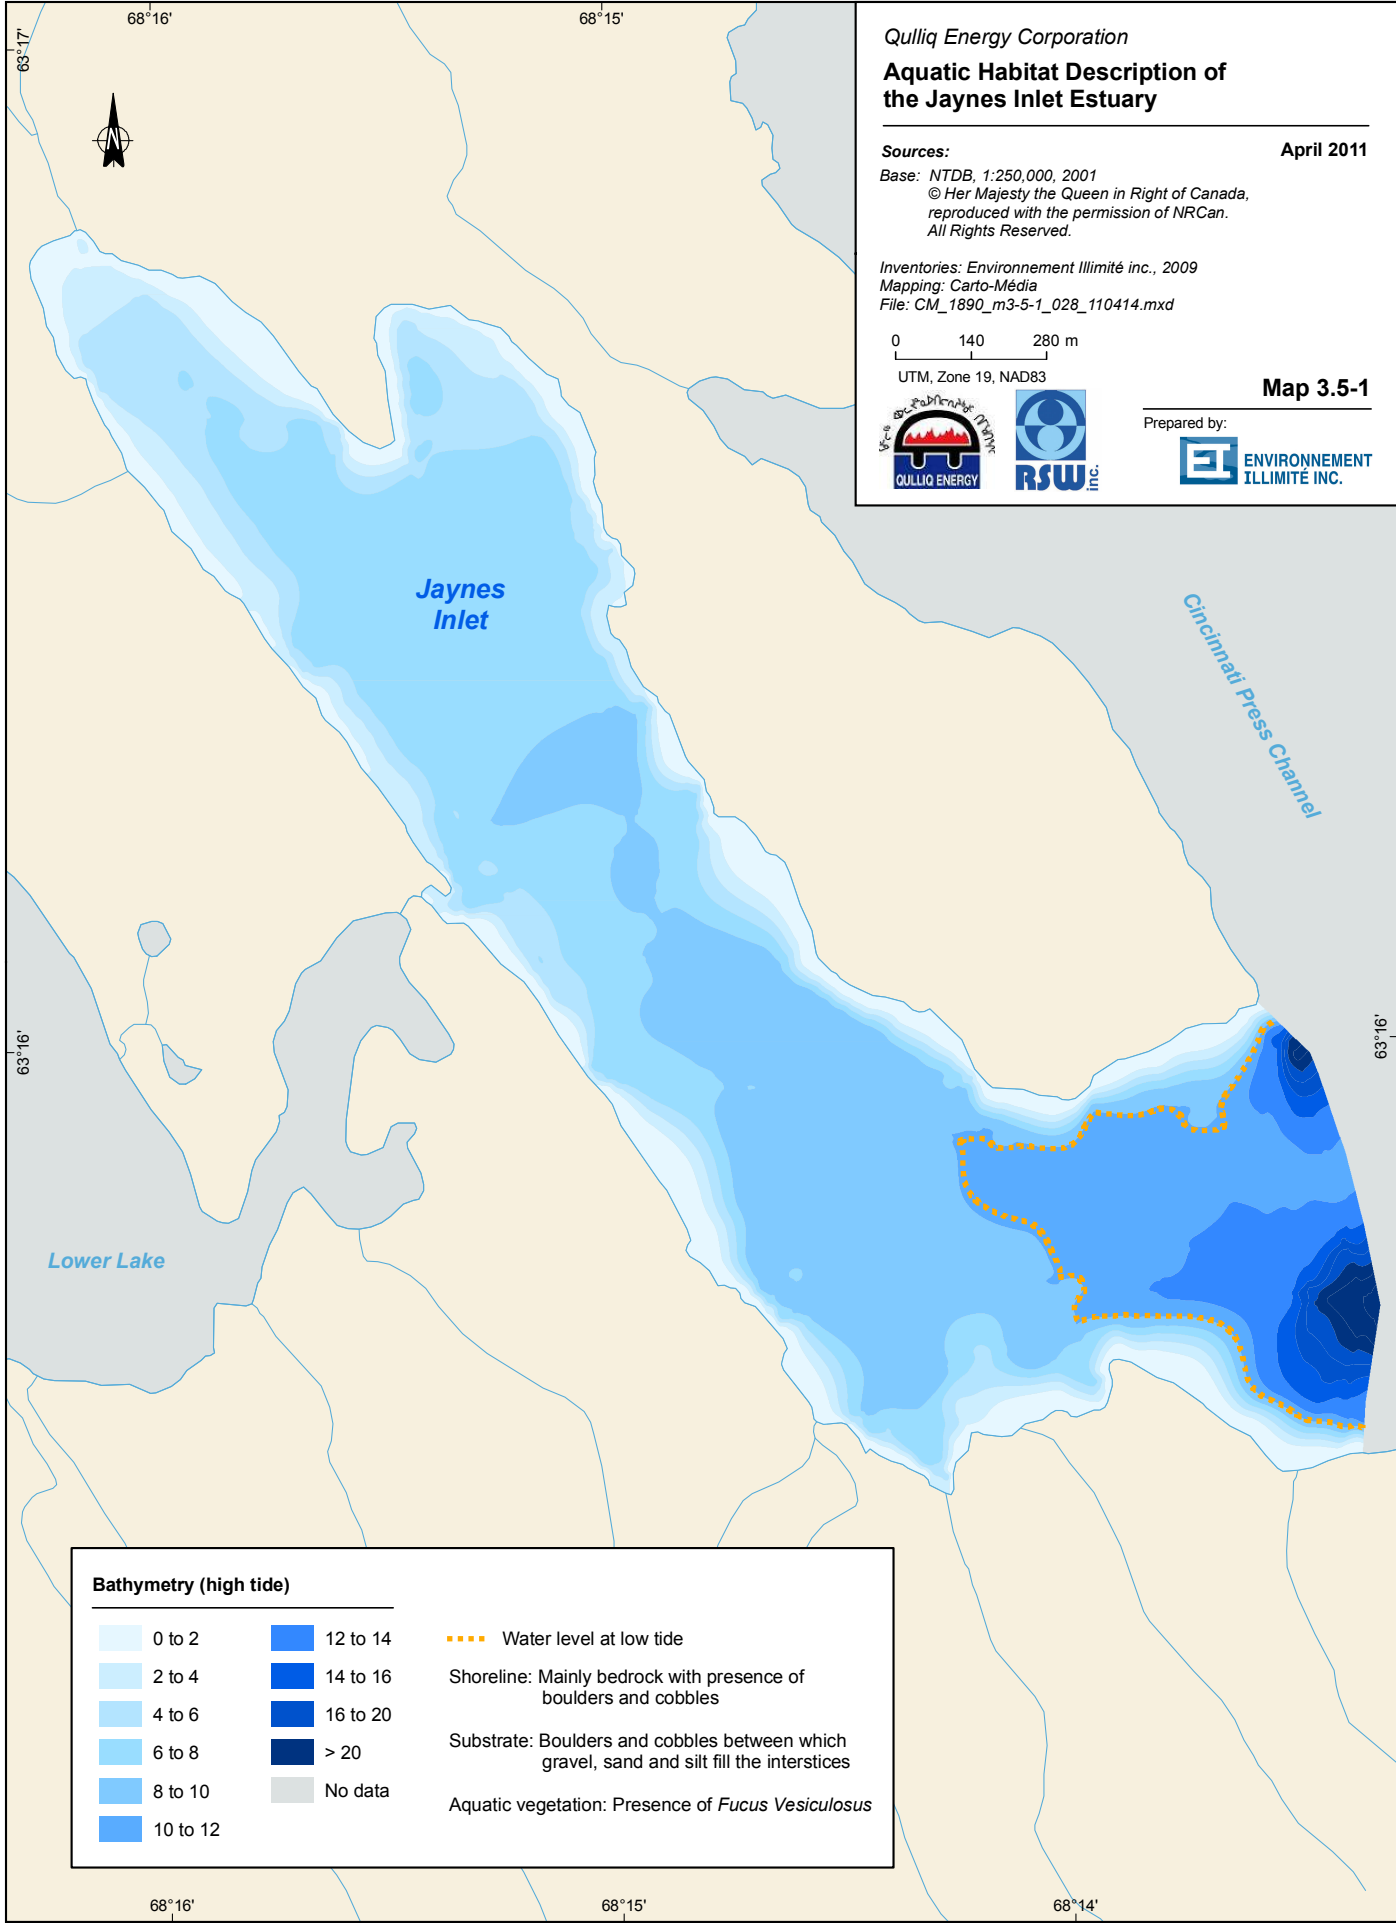 68°16'
68°15'
63°17'
Qulliq Energy Corporation
Aquatic Habitat Description of
the Jaynes Inlet Estuary
Sources:
April 2011
Base: NTDB, 1:250,000, 2001
© Her Majesty the Queen in Right of Canada,
reproduced with the permission of NRCan.
All Rights Reserved.
Inventories: Environnement Illimité inc., 2009
Mapping: Carto-Média
File: CM_1890_m3-5-1_028_110414.mxd
0 140 280 m
UTM, Zone 19, NAD83
Map 3.5-1
Prepared by:
QULLIQ ENERGY
RSW inc.
EI
ENVIRONNEMENT
ILLIMITÉ INC.
N
Jaynes
Inlet
Cincinnati Press Channel
63°16'
63°16'
Lower Lake
Bathymetry (high tide)
0 to 2
2 to 4
4 to 6
6 to 8
8 to 10
10 to 12
12 to 14
14 to 16
16 to 20
> 20
No data
Water level at low tide
Shoreline: Mainly bedrock with presence of
boulders and cobbles
Substrate: Boulders and cobbles between which
gravel, sand and silt fill the interstices
Aquatic vegetation: Presence of Fucus Vesiculosus
68°16'
68°15'
68°14'